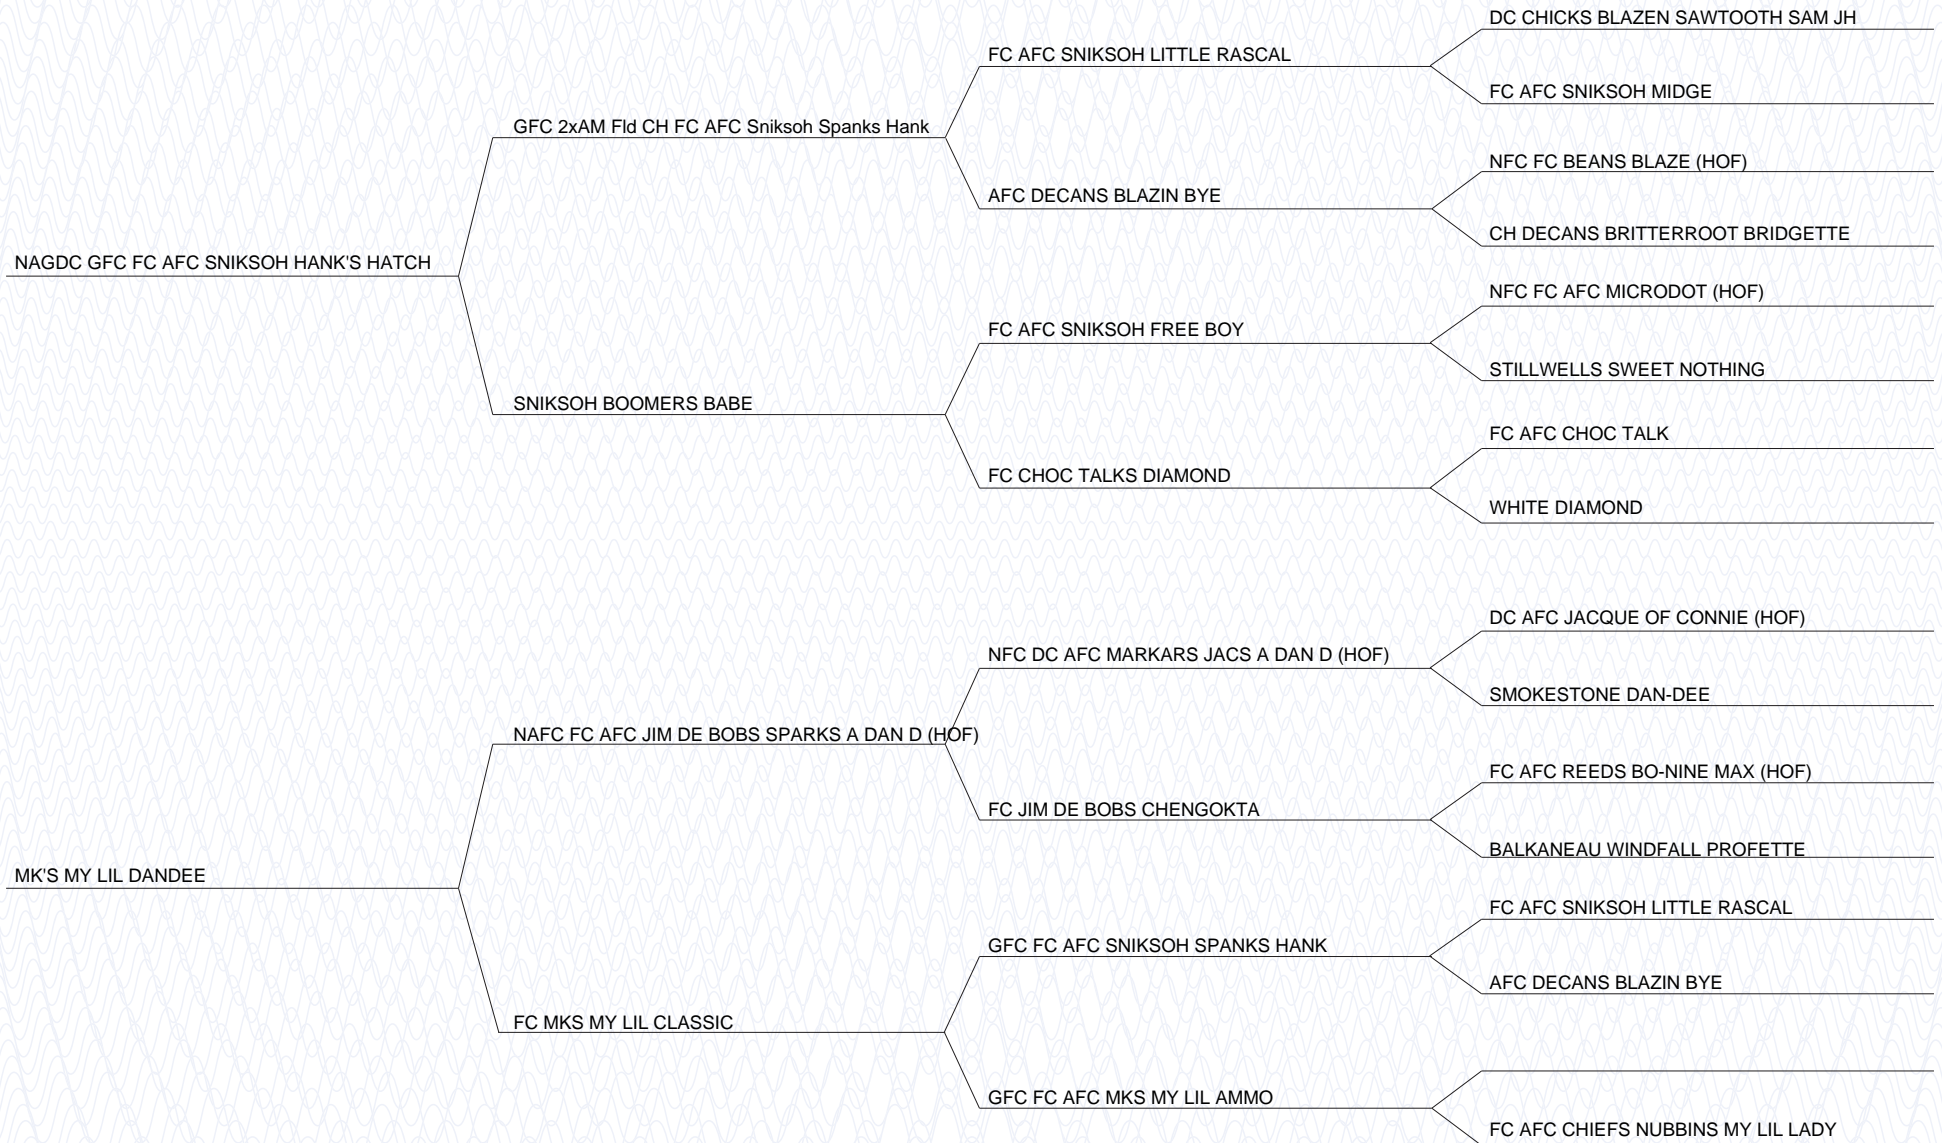 DC CHICKS BLAZEN SAWTOOTH SAM JH
FC AFC SNIKSOH LITTLE RASCAL
FC AFC SNIKSOH MIDGE
GFC 2xAM Fld CH FC AFC Sniksoh Spanks Hank
NFC FC BEANS BLAZE (HOF)
AFC DECANS BLAZIN BYE
CH DECANS BRITTERROOT BRIDGETTE
NAGDC GFC FC AFC SNIKSOH HANK'S HATCH
NFC FC AFC MICRODOT (HOF)
FC AFC SNIKSOH FREE BOY
STILLWELLS SWEET NOTHING
SNIKSOH BOOMERS BABE
FC AFC CHOC TALK
FC CHOC TALKS DIAMOND
WHITE DIAMOND
DC AFC JACQUE OF CONNIE (HOF)
NFC DC AFC MARKARS JACS A DAN D (HOF)
SMOKESTONE DAN-DEE
NAFC FC AFC JIM DE BOBS SPARKS A DAN D (HOF)
FC AFC REEDS BO-NINE MAX (HOF)
FC JIM DE BOBS CHENGOKTA
BALKANEAU WINDFALL PROFETTE
MK'S MY LIL DANDEE
FC AFC SNIKSOH LITTLE RASCAL
GFC FC AFC SNIKSOH SPANKS HANK
AFC DECANS BLAZIN BYE
FC MKS MY LIL CLASSIC
GFC FC AFC MKS MY LIL AMMO
FC AFC CHIEFS NUBBINS MY LIL LADY